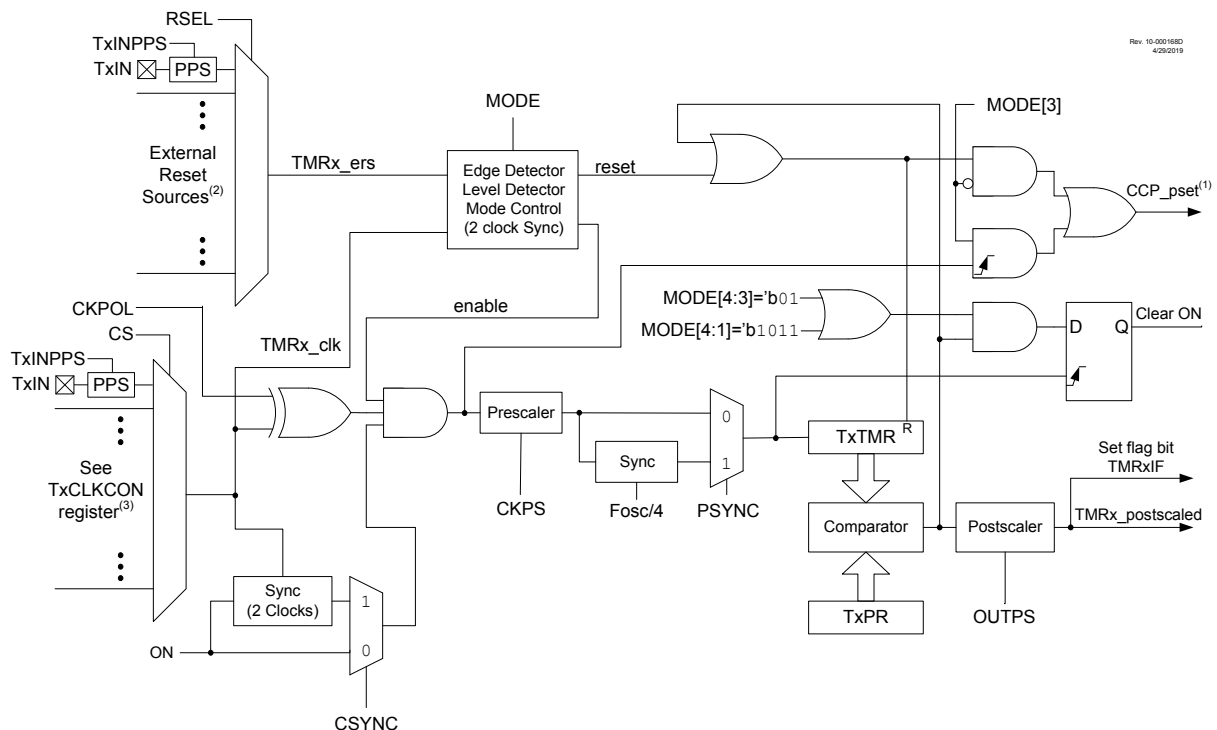 RSEL
TxINPPS
TxIN
PPS
Rev. 10-000168D
4/29/2019
MODE
MODE[3]
External
Reset
Sources(2)
TMRx_ers
Edge Detector
Level Detector
Mode Control
(2 clock Sync)
reset
CCP_pset(1)
enable
MODE[4:3]='b01
MODE[4:1]='b1011
D
Q
Clear ON
CKPOL
CS
TMRx_clk
TxINPPS
TxIN
PPS
Prescaler
0
1
Sync
TxTMR
R
See
TxCLKCON
register(3)
CKPS
Fosc/4
PSYNC
Set flag bit
TMRxIF
Comparator
Postscaler
TMRx_postscaled
Sync
(2 Clocks)
1
0
TxPR
OUTPS
ON
CSYNC